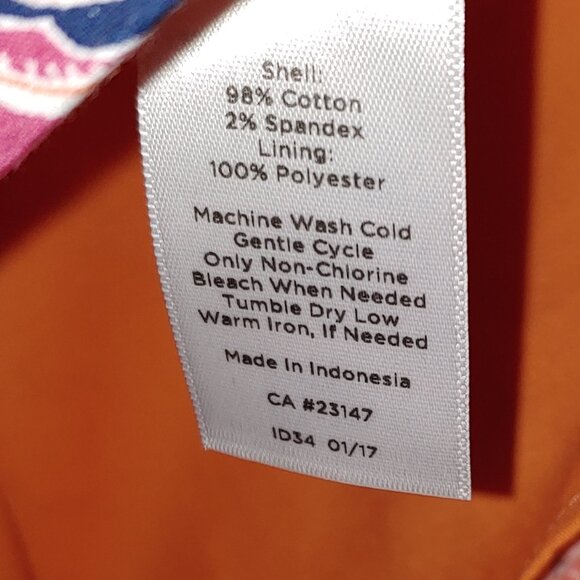 Shell:
98% Cotton
2% Spandex
Lining:
100% Polyester
Machine Wash Cold
Gentle Cycle
Only Non-Chlorine
Bleach When Needed
Tumble Dry Low
Warm Iron, If Needed
Made In Indonesia
CA #23147
ID34 01/17